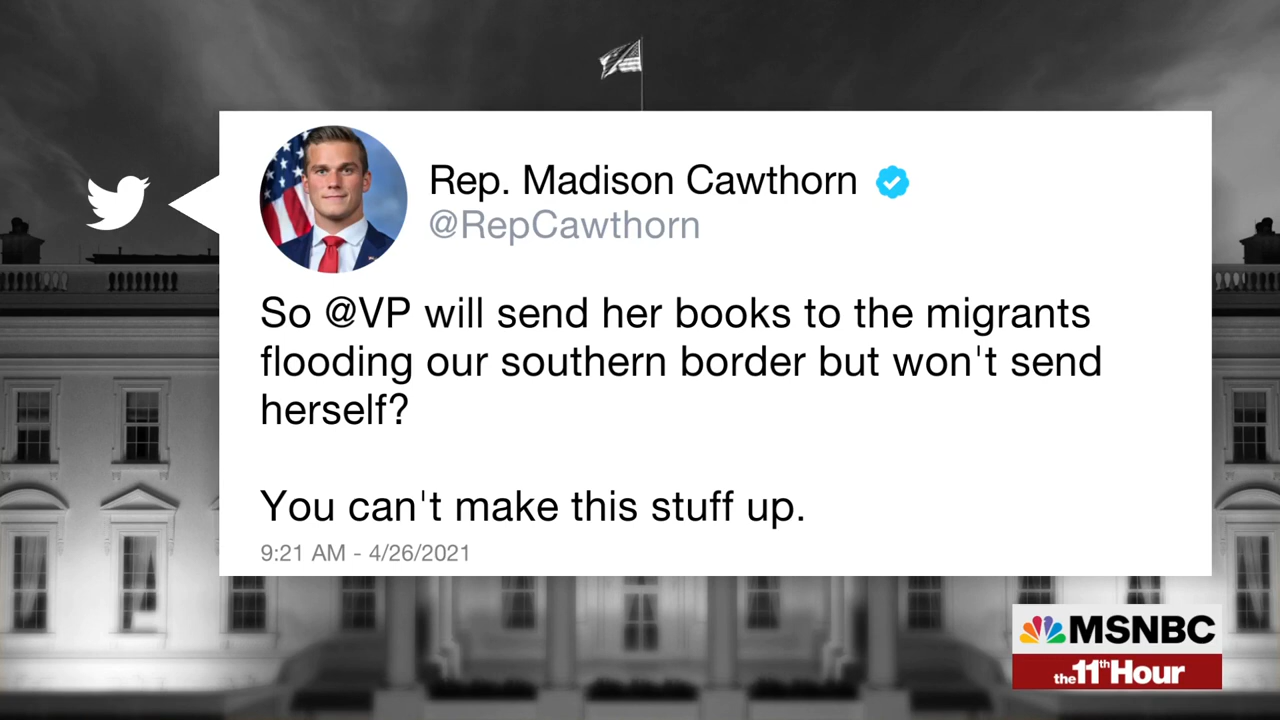 Rep. Madison Cawthorn
@RepCawthorn
So @VP will send her books to the migrants
flooding our southern border but won't send
herself?
You can't make this stuff up.
9:21 AM - 4/26/2021
MSNBC
the 11th Hour